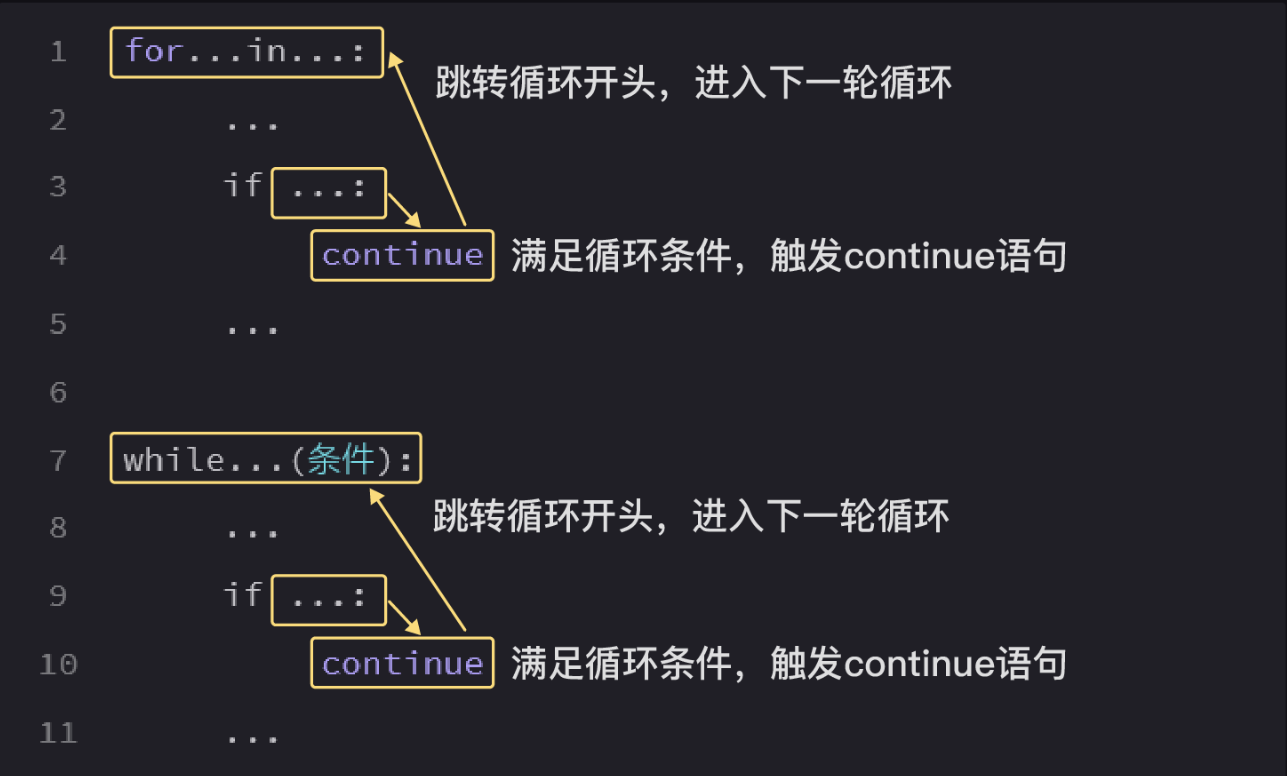 1 for...in...:
跳转循环开头，进入下一轮循环
2 ...
3 if ...:
4 continue 满足循环条件，触发continue语句
5 ...
6
7 while...(条件):
跳转循环开头，进入下一轮循环
8 ...
9 if ...:
10 continue 满足循环条件，触发continue语句
11 ...